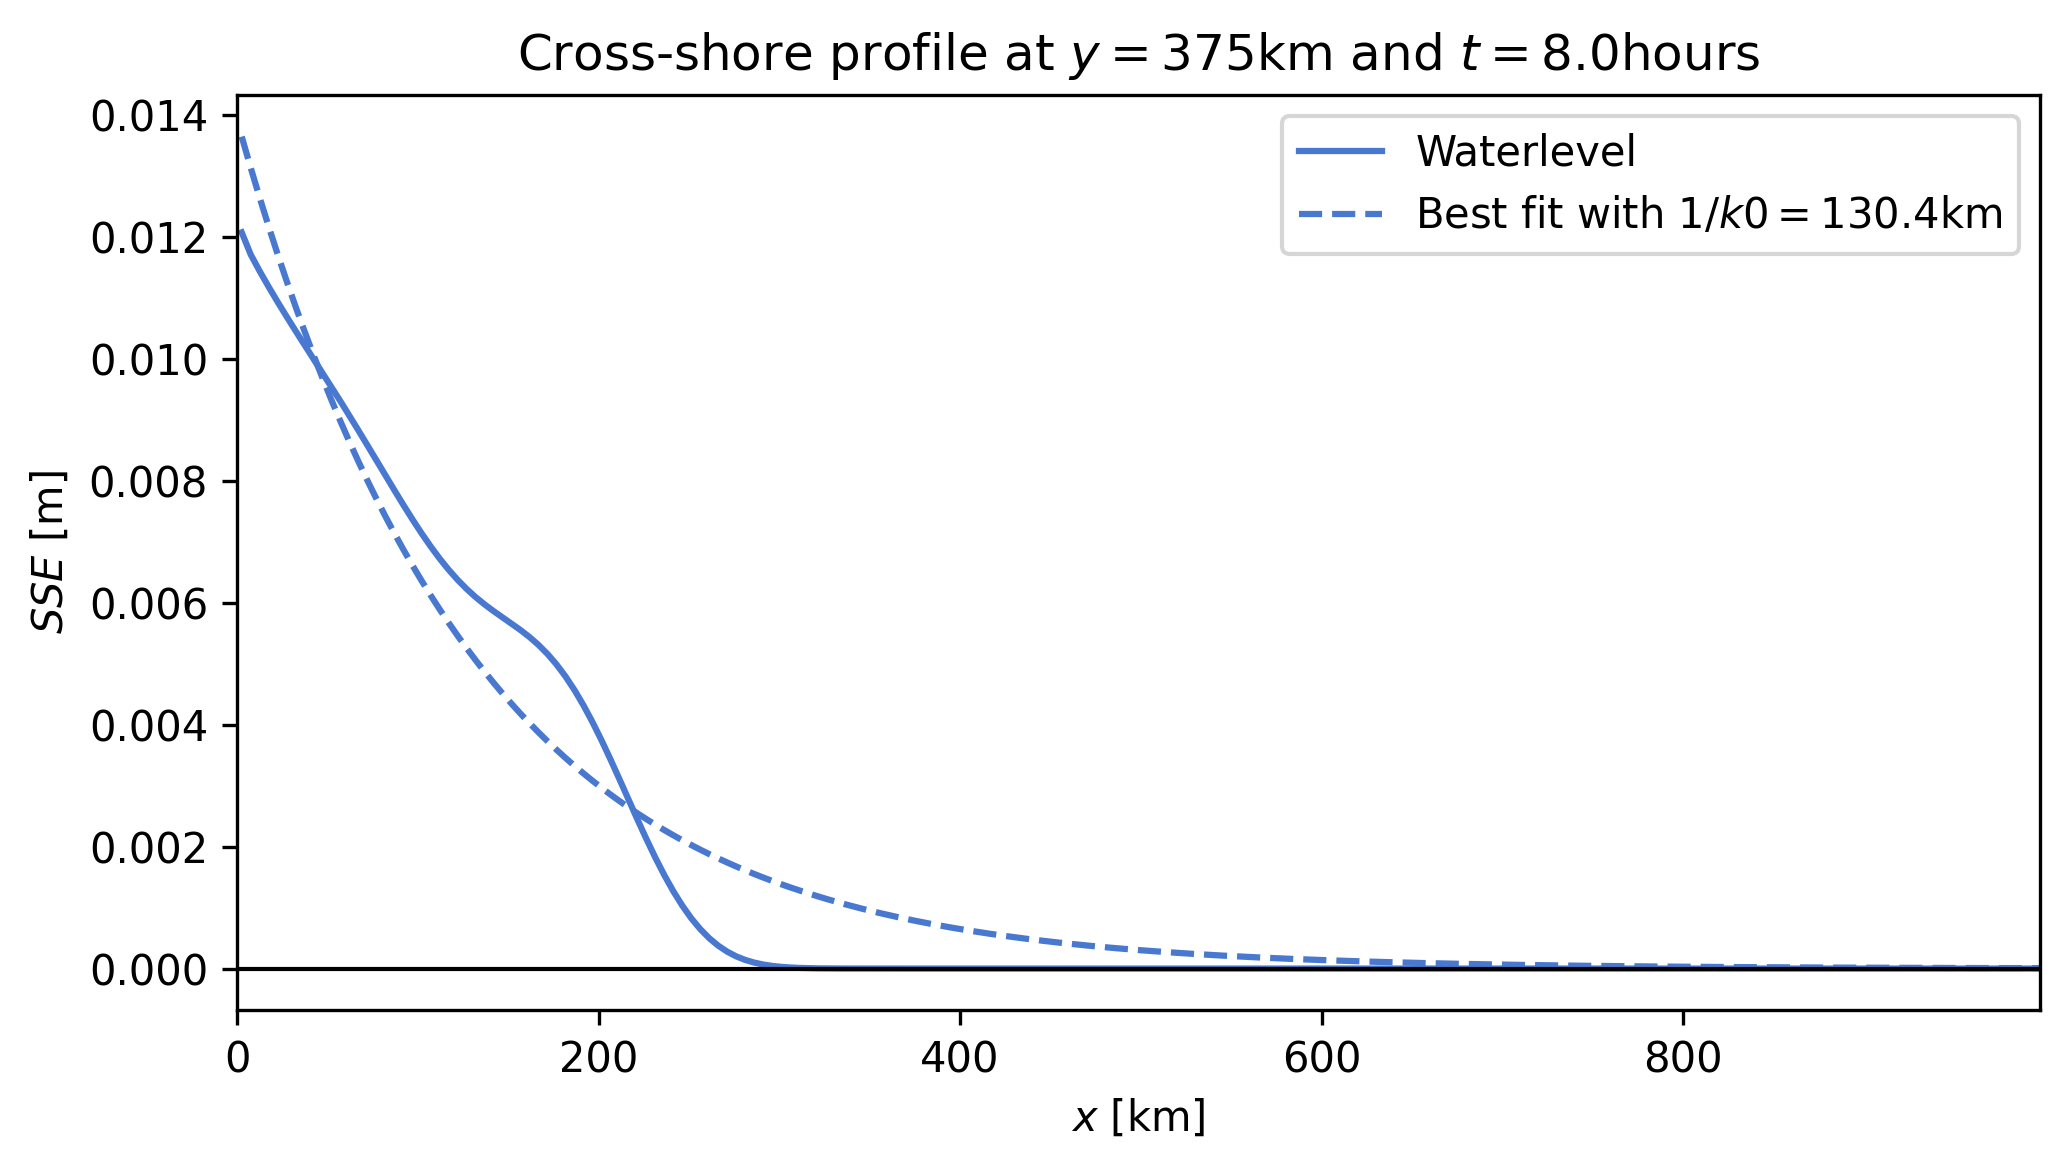 Cross-shore profile at y = 375km and t = 8.0hours
Waterlevel
Best fit with 1/k0 = 130.4km
SSE [m]
0.014
0.012
0.010
0.008
0.006
0.004
0.002
0.000
0 200 400 600 800
x [km]